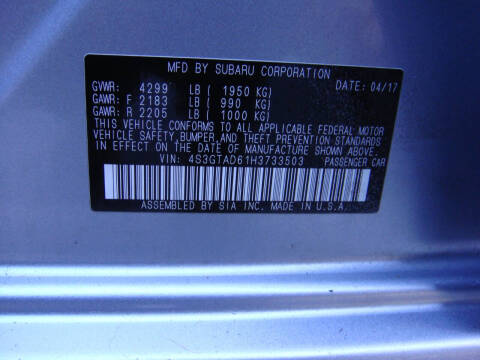 MFD BY SUBARU CORPORATION
DATE: 04/17
GVWR: 4299 LB ( 1950 KG)
GAWR: F 2183 LB ( 990 KG)
GAWR: R 2205 LB ( 1000 KG)
THIS VEHICLE CONFORMS TO ALL APPLICABLE FEDERAL MOTOR
VEHICLE SAFETY, BUMPER, AND THEFT PREVENTION STANDARDS
IN EFFECT ON THE DATE OF MANUFACTURE SHOWN ABOVE.
VIN: 4S3GTAD61H3733503 PASSENGER CAR
ASSEMBLED BY SIA INC. MADE IN U.S.A.